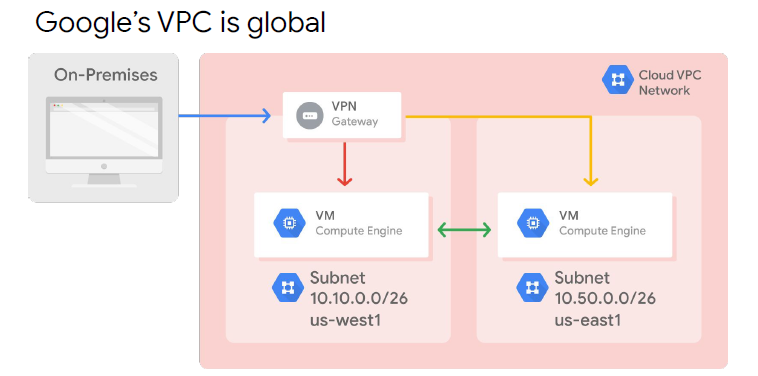 Google's VPC is global
On-Premises
Cloud VPC
Network
VPN
Gateway
VM
Compute Engine
VM
Compute Engine
Subnet
10.10.0.0/26
us-west1
Subnet
10.50.0.0/26
us-east1